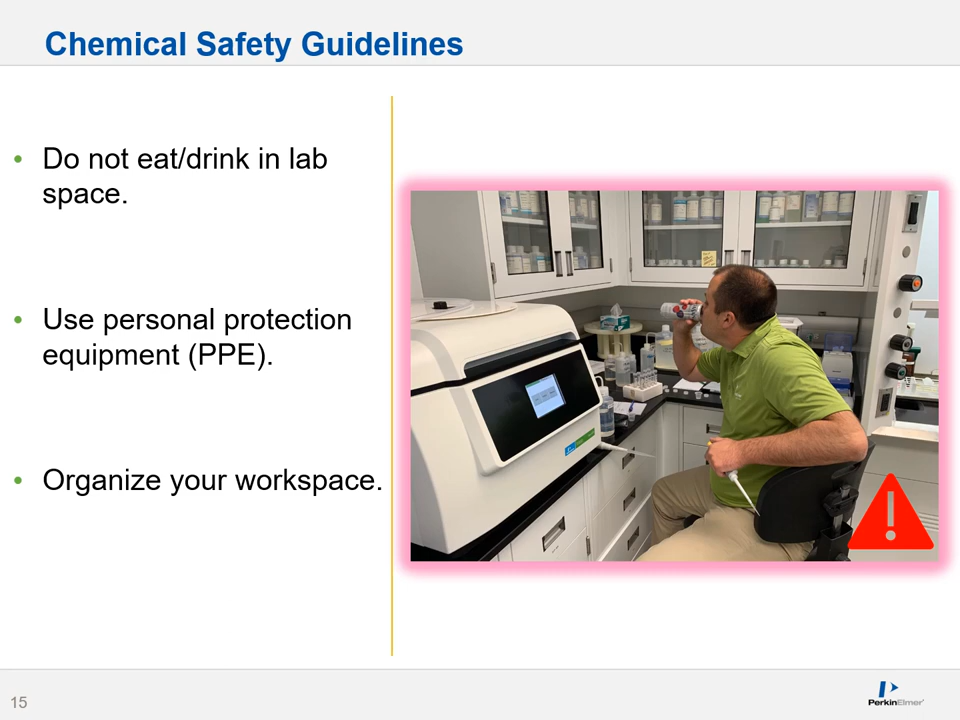 Chemical Safety Guidelines
• Do not eat/drink in lab
space.
• Use personal protection
equipment (PPE).
• Organize your workspace.
15
PerkinElmer